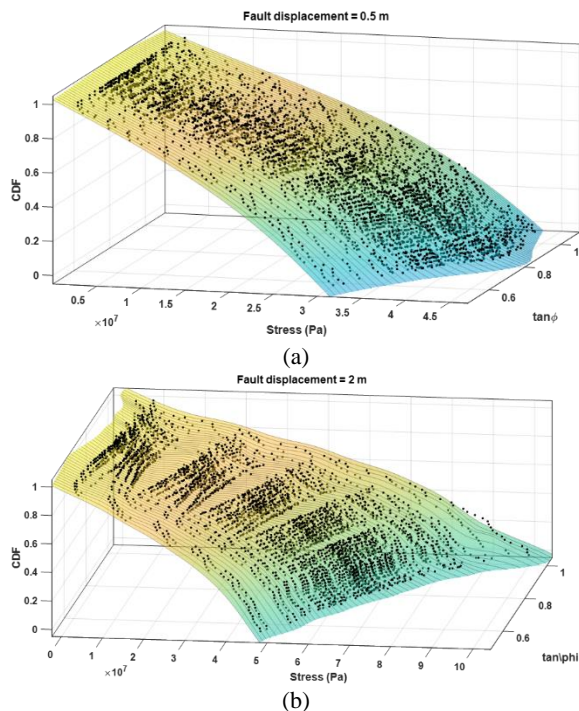 Fault displacement = 0.5 m
1
0.8
0.6
0.4
0.2
0
CDF
0.5 1 1.5 2 2.5 3 3.5 4 4.5
×10⁷
Stress (Pa)
0.6 0.8 1
tanϕ
(a)
Fault displacement = 2 m
1
0.8
0.6
0.4
0.2
0
CDF
0 1 2 3 4 5 6 7 8 9 10
×10⁷
Stress (Pa)
0.6 0.8 1
tan\phi
(b)